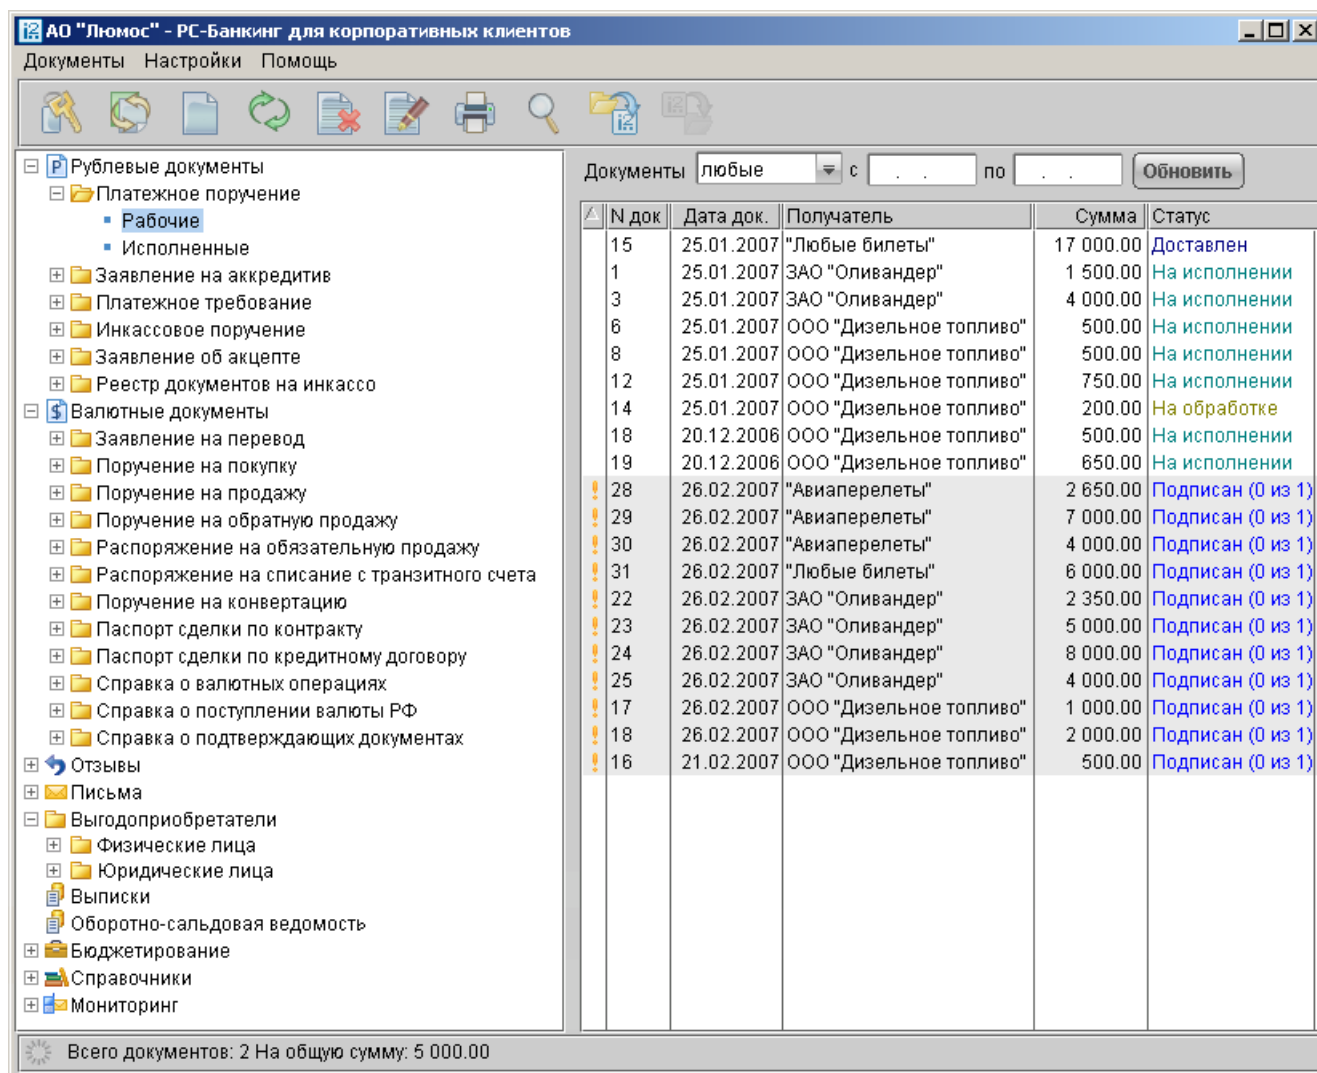 АО "Люмос" - РС-Банкинг для корпоративных клиентов
Документы Настройки Помощь
Рублевые документы
Платежное поручение
Рабочие
Исполненные
Заявление на аккредитив
Платежное требование
Инкассовое поручение
Заявление об акцепте
Реестр документов на инкассо
Валютные документы
Заявление на перевод
Поручение на покупку
Поручение на продажу
Поручение на обратную продажу
Распоряжение на обязательную продажу
Распоряжение на списание с транзитного счета
Поручение на конвертацию
Паспорт сделки по контракту
Паспорт сделки по кредитному договору
Справка о валютных операциях
Справка о поступлении валюты РФ
Справка о подтверждающих документах
Отзывы
Письма
Выгодоприобретатели
Физические лица
Юридические лица
Выписки
Оборотно-сальдовая ведомость
Бюджетирование
Справочники
Мониторинг
Документы любые с . . по . . Обновить
N док Дата док. Получатель Сумма Статус
15 25.01.2007 "Любые билеты" 17 000.00 Доставлен
1 25.01.2007 ЗАО "Оливандер" 1 500.00 На исполнении
3 25.01.2007 ЗАО "Оливандер" 4 000.00 На исполнении
6 25.01.2007 ООО "Дизельное топливо" 500.00 На исполнении
8 25.01.2007 ООО "Дизельное топливо" 500.00 На исполнении
12 25.01.2007 ООО "Дизельное топливо" 750.00 На исполнении
14 25.01.2007 ООО "Дизельное топливо" 200.00 На обработке
18 20.12.2006 ООО "Дизельное топливо" 500.00 На исполнении
19 20.12.2006 ООО "Дизельное топливо" 650.00 На исполнении
28 26.02.2007 "Авиаперелеты" 2 650.00 Подписан (0 из 1)
29 26.02.2007 "Авиаперелеты" 7 000.00 Подписан (0 из 1)
30 26.02.2007 "Авиаперелеты" 4 000.00 Подписан (0 из 1)
31 26.02.2007 "Любые билеты" 6 000.00 Подписан (0 из 1)
22 26.02.2007 ЗАО "Оливандер" 2 350.00 Подписан (0 из 1)
23 26.02.2007 ЗАО "Оливандер" 5 000.00 Подписан (0 из 1)
24 26.02.2007 ЗАО "Оливандер" 8 000.00 Подписан (0 из 1)
25 26.02.2007 ЗАО "Оливандер" 4 000.00 Подписан (0 из 1)
17 26.02.2007 ООО "Дизельное топливо" 1 000.00 Подписан (0 из 1)
18 26.02.2007 ООО "Дизельное топливо" 2 000.00 Подписан (0 из 1)
16 21.02.2007 ООО "Дизельное топливо" 500.00 Подписан (0 из 1)
Всего документов: 2 На общую сумму: 5 000.00